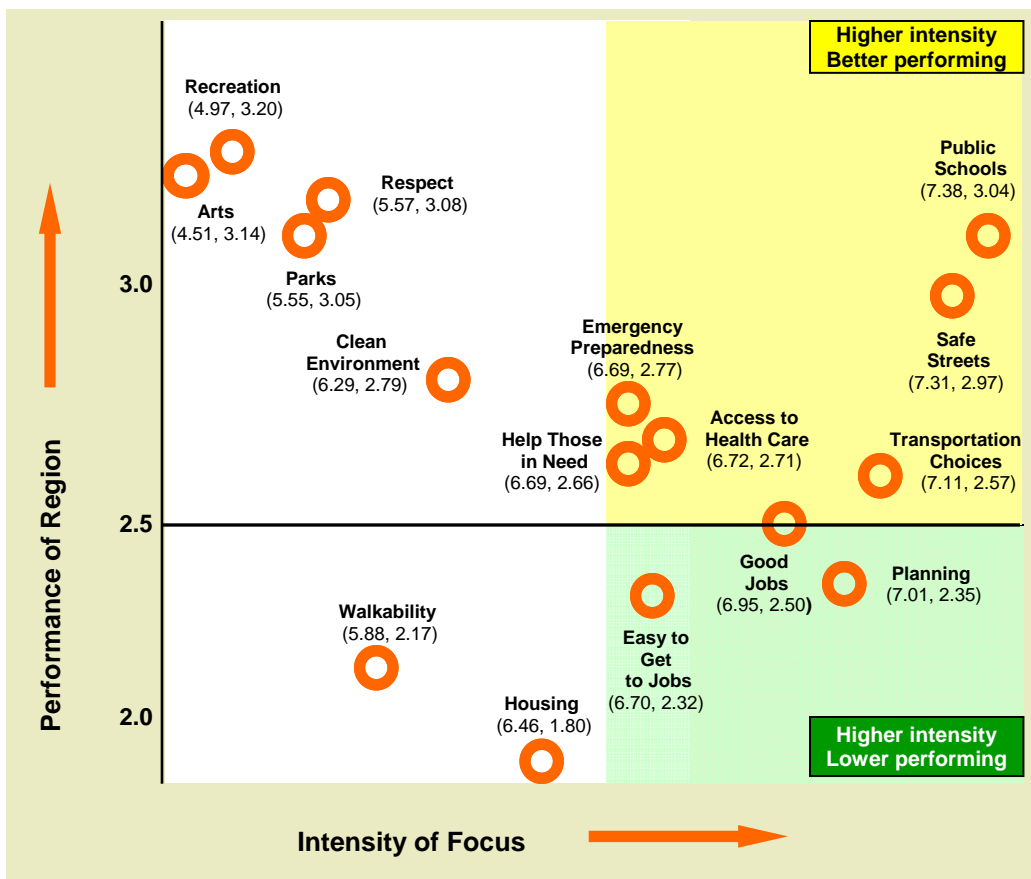 Higher intensity
Better performing
Recreation
(4.97, 3.20)
Public
Schools
(7.38, 3.04)
Respect
(5.57, 3.08)
Arts
(4.51, 3.14)
Parks
(5.55, 3.05)
3.0
Clean
Environment
(6.29, 2.79)
Emergency
Preparedness
(6.69, 2.77)
Safe
Streets
(7.31, 2.97)
Help Those
in Need
(6.69, 2.66)
Access to
Health Care
(6.72, 2.71)
Transportation
Choices
(7.11, 2.57)
2.5
Good
Jobs
(6.95, 2.50)
Planning
(7.01, 2.35)
Walkability
(5.88, 2.17)
Easy to
Get
to Jobs
(6.70, 2.32)
Housing
(6.46, 1.80)
2.0
Higher intensity
Lower performing
Performance of Region
Intensity of Focus